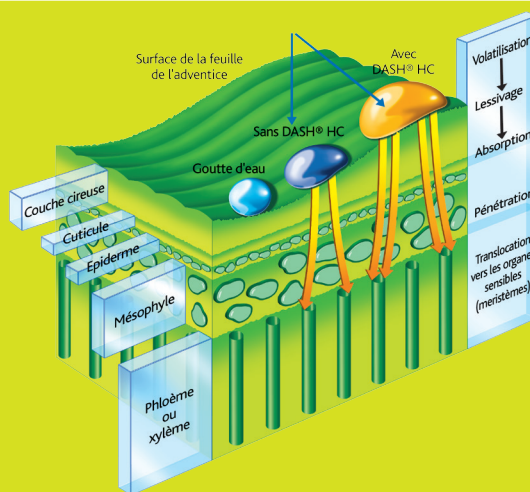 Surface de la feuille
de l'adventice
Avec
DASH® HC
Sans DASH® HC
Goutte d'eau
Couche cireuse
Cuticule
Epiderme
Mésophyle
Phloème
ou
xylème
Volatilisation
Lessivage
Absorption
Pénétration
Translocation
vers les organes
sensibles
(meristèmes)